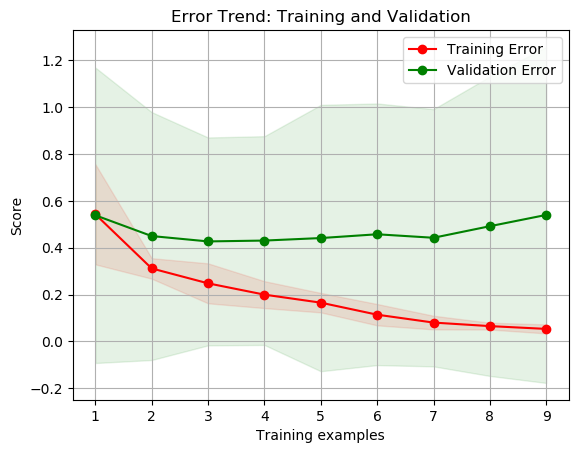 Error Trend: Training and Validation
Training Error
Validation Error
1.2
1.0
0.8
0.6
0.4
0.2
0.0
−0.2
Score
1 2 3 4 5 6 7 8 9
Training examples